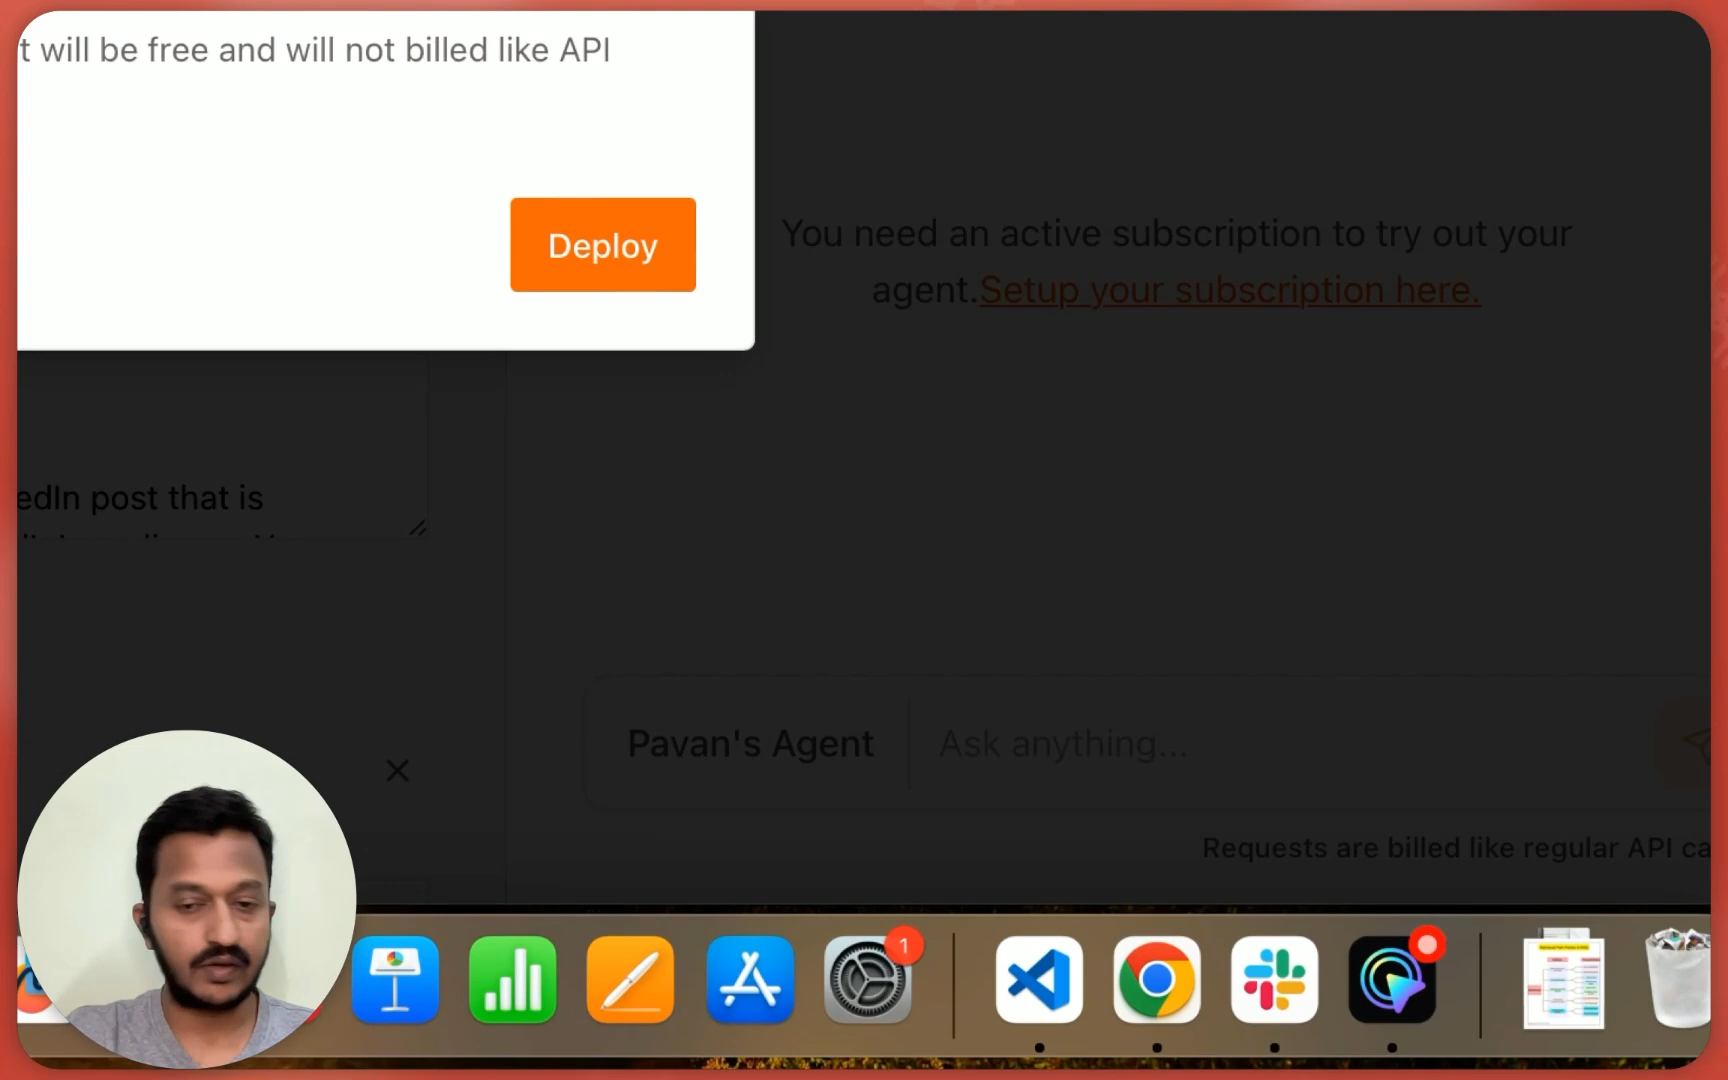 t will be free and will not billed like API
Deploy
You need an active subscription to try out your
agent.Setup your subscription here.
edIn post that is
Pavan's Agent
Ask anything...
Requests are billed like regular API ca
1